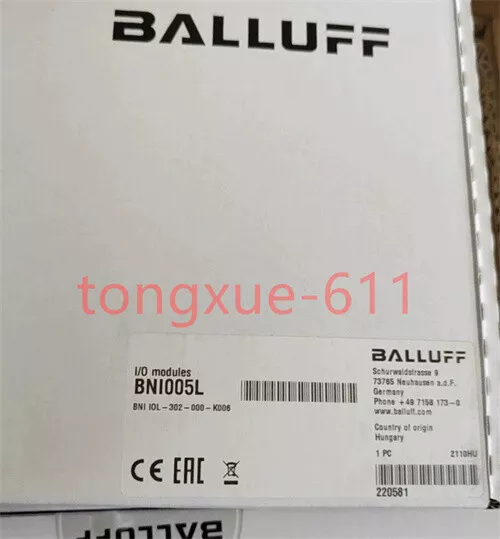 BALLUFF
tongxue-611
I/O modules
BNI005L
BNI IOL-302-000-K006
CE EAC
BALLUFF
Schurwaldstrasse 9
73765 Neuhausen a.d.F.
Germany
Phone +49 7158 173-0
www.balluff.com
Country of origin
Hungary
1 PC 2110HU
220581
BALLUFF